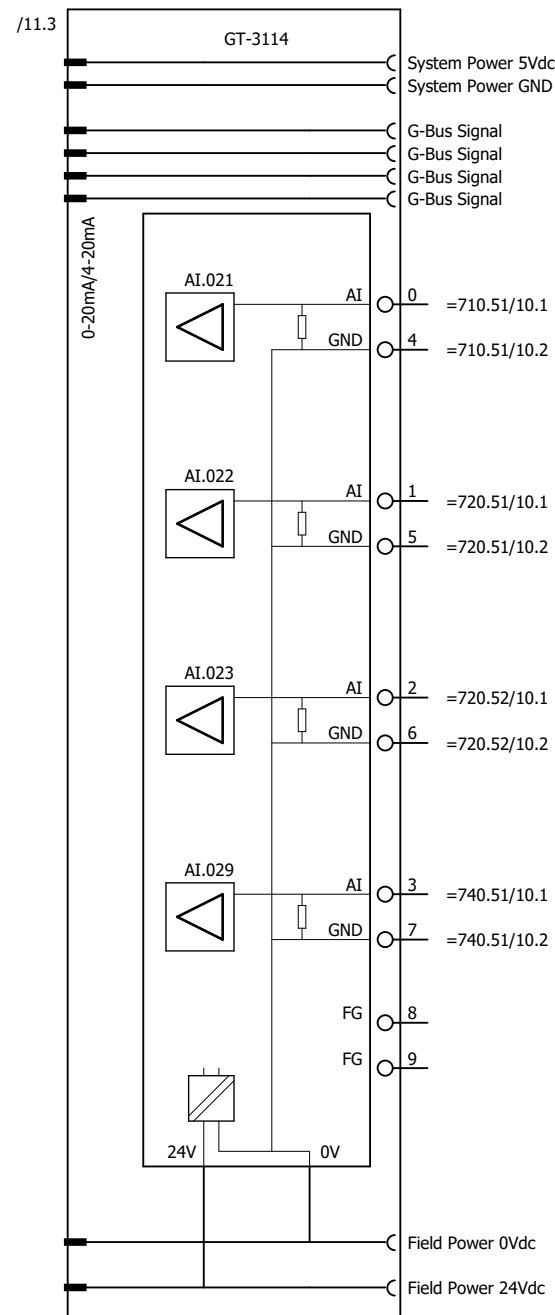 /11.3
GT-3114
System Power 5Vdc
System Power GND
G-Bus Signal
G-Bus Signal
G-Bus Signal
G-Bus Signal
0-20mA/4-20mA
AI.021
AI 0 =710.51/10.1
GND 4 =710.51/10.2
AI.022
AI 1 =720.51/10.1
GND 5 =720.51/10.2
AI.023
AI 2 =720.52/10.1
GND 6 =720.52/10.2
AI.029
AI 3 =740.51/10.1
GND 7 =740.51/10.2
FG 8
FG 9
24V 0V
Field Power 0Vdc
Field Power 24Vdc